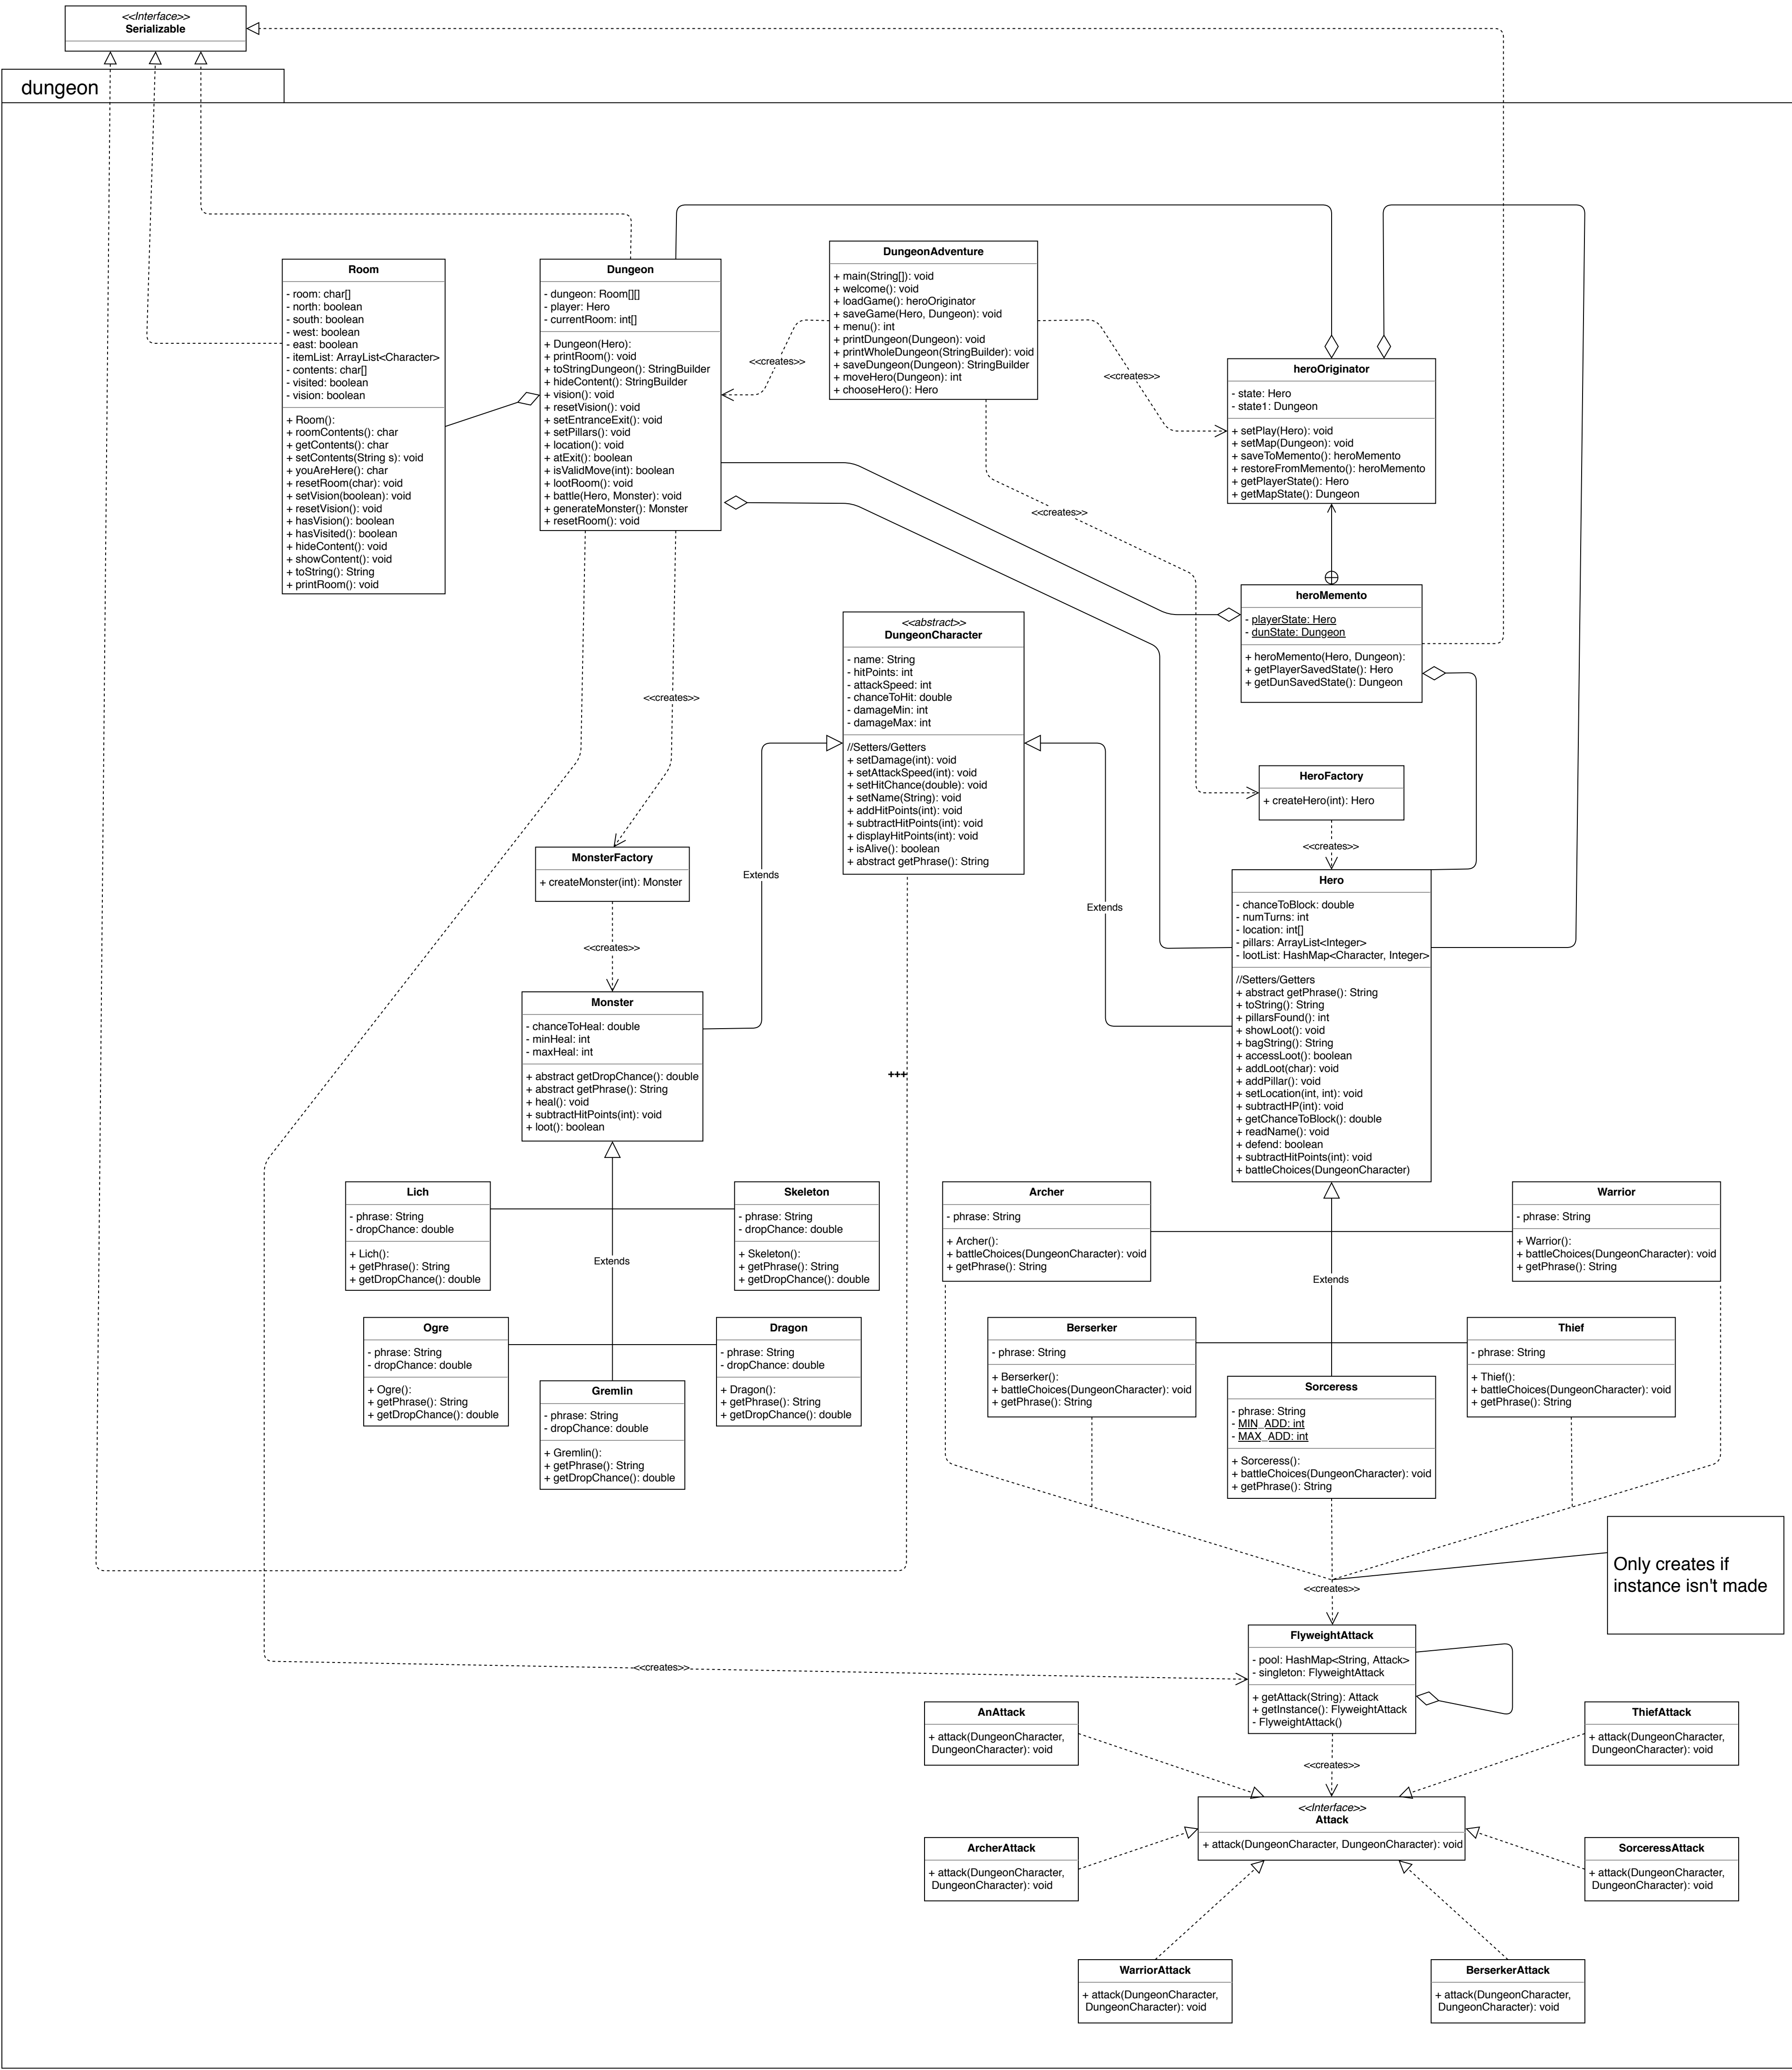 <<Interface>>
Serializable
dungeon
Room
- room: char[]
- north: boolean
- south: boolean
- west: boolean
- east: boolean
- itemList: ArrayList<Character>
- contents: char[]
- visited: boolean
- vision: boolean
+ Room():
+ roomContents(): char
+ getContents(): char
+ setContents(String s): void
+ youAreHere(): char
+ resetRoom(char): void
+ setVision(boolean): void
+ resetVision(): void
+ hasVision(): boolean
+ hasVisited(): boolean
+ hideContent(): void
+ showContent(): void
+ toString(): String
+ printRoom(): void
Dungeon
- dungeon: Room[][]
- player: Hero
- currentRoom: int[]
+ Dungeon(Hero):
+ printRoom(): void
+ toStringDungeon(): StringBuilder
+ hideContent(): StringBuilder
+ vision(): void
+ resetVision(): void
+ setEntranceExit(): void
+ setPillars(): void
+ location(): void
+ atExit(): boolean
+ isValidMove(int): boolean
+ lootRoom(): void
+ battle(Hero, Monster): void
+ generateMonster(): Monster
+ resetRoom(): void
<<creates>>
DungeonAdventure
+ main(String[]): void
+ welcome(): void
+ loadGame(): heroOriginator
+ saveGame(Hero, Dungeon): void
+ menu(): int
+ printDungeon(Dungeon): void
+ printWholeDungeon(StringBuilder): void
+ saveDungeon(Dungeon): StringBuilder
+ moveHero(Dungeon): int
+ chooseHero(): Hero
<<creates>>
<<creates>>
heroOriginator
- state: Hero
- state1: Dungeon
+ setPlay(Hero): void
+ setMap(Dungeon): void
+ saveToMemento(): heroMemento
+ restoreFromMemento(): heroMemento
+ getPlayerState(): Hero
+ getMapState(): Dungeon
heroMemento
- playerState: Hero
- dunState: Dungeon
+ heroMemento(Hero, Dungeon):
+ getPlayerSavedState(): Hero
+ getDunSavedState(): Dungeon
<<abstract>>
DungeonCharacter
- name: String
- hitPoints: int
- attackSpeed: int
- chanceToHit: double
- damageMin: int
- damageMax: int
//Setters/Getters
+ setDamage(int): void
+ setAttackSpeed(int): void
+ setHitChance(double): void
+ setName(String): void
+ addHitPoints(int): void
+ subtractHitPoints(int): void
+ displayHitPoints(int): void
+ isAlive(): boolean
+ abstract getPhrase(): String
<<creates>>
HeroFactory
+ createHero(int): Hero
<<creates>>
MonsterFactory
+ createMonster(int): Monster
<<creates>>
Extends
Extends
Hero
- chanceToBlock: double
- numTurns: int
- location: int[]
- pillars: ArrayList<Integer>
- lootList: HashMap<Character, Integer>
//Setters/Getters
+ abstract getPhrase(): String
+ toString(): String
+ pillarsFound(): int
+ showLoot(): void
+ bagString(): String
+ accessLoot(): boolean
+ addLoot(char): void
+ addPillar(): void
+ setLocation(int, int): void
+ subtractHP(int): void
+ getChanceToBlock(): double
+ readName(): void
+ defend: boolean
+ subtractHitPoints(int): void
+ battleChoices(DungeonCharacter)
Monster
- chanceToHeal: double
- minHeal: int
- maxHeal: int
+ abstract getDropChance(): double
+ abstract getPhrase(): String
+ heal(): void
+ subtractHitPoints(int): void
+ loot(): boolean
+++
Lich
- phrase: String
- dropChance: double
+ Lich():
+ getPhrase(): String
+ getDropChance(): double
Skeleton
- phrase: String
- dropChance: double
+ Skeleton():
+ getPhrase(): String
+ getDropChance(): double
Extends
Ogre
- phrase: String
- dropChance: double
+ Ogre():
+ getPhrase(): String
+ getDropChance(): double
Gremlin
- phrase: String
- dropChance: double
+ Gremlin():
+ getPhrase(): String
+ getDropChance(): double
Dragon
- phrase: String
- dropChance: double
+ Dragon():
+ getPhrase(): String
+ getDropChance(): double
Archer
- phrase: String
+ Archer():
+ battleChoices(DungeonCharacter): void
+ getPhrase(): String
Warrior
- phrase: String
+ Warrior():
+ battleChoices(DungeonCharacter): void
+ getPhrase(): String
Extends
Berserker
- phrase: String
+ Berserker():
+ battleChoices(DungeonCharacter): void
+ getPhrase(): String
Sorceress
- phrase: String
- MIN_ADD: int
- MAX_ADD: int
+ Sorceress():
+ battleChoices(DungeonCharacter): void
+ getPhrase(): String
Thief
- phrase: String
+ Thief():
+ battleChoices(DungeonCharacter): void
+ getPhrase(): String
Only creates if
instance isn't made
<<creates>>
<<creates>>
FlyweightAttack
- pool: HashMap<String, Attack>
- singleton: FlyweightAttack
+ getAttack(String): Attack
+ getInstance(): FlyweightAttack
- FlyweightAttack()
<<creates>>
AnAttack
+ attack(DungeonCharacter,
DungeonCharacter): void
ThiefAttack
+ attack(DungeonCharacter,
DungeonCharacter): void
<<Interface>>
Attack
+ attack(DungeonCharacter, DungeonCharacter): void
ArcherAttack
+ attack(DungeonCharacter,
DungeonCharacter): void
SorceressAttack
+ attack(DungeonCharacter,
DungeonCharacter): void
WarriorAttack
+ attack(DungeonCharacter,
DungeonCharacter): void
BerserkerAttack
+ attack(DungeonCharacter,
DungeonCharacter): void